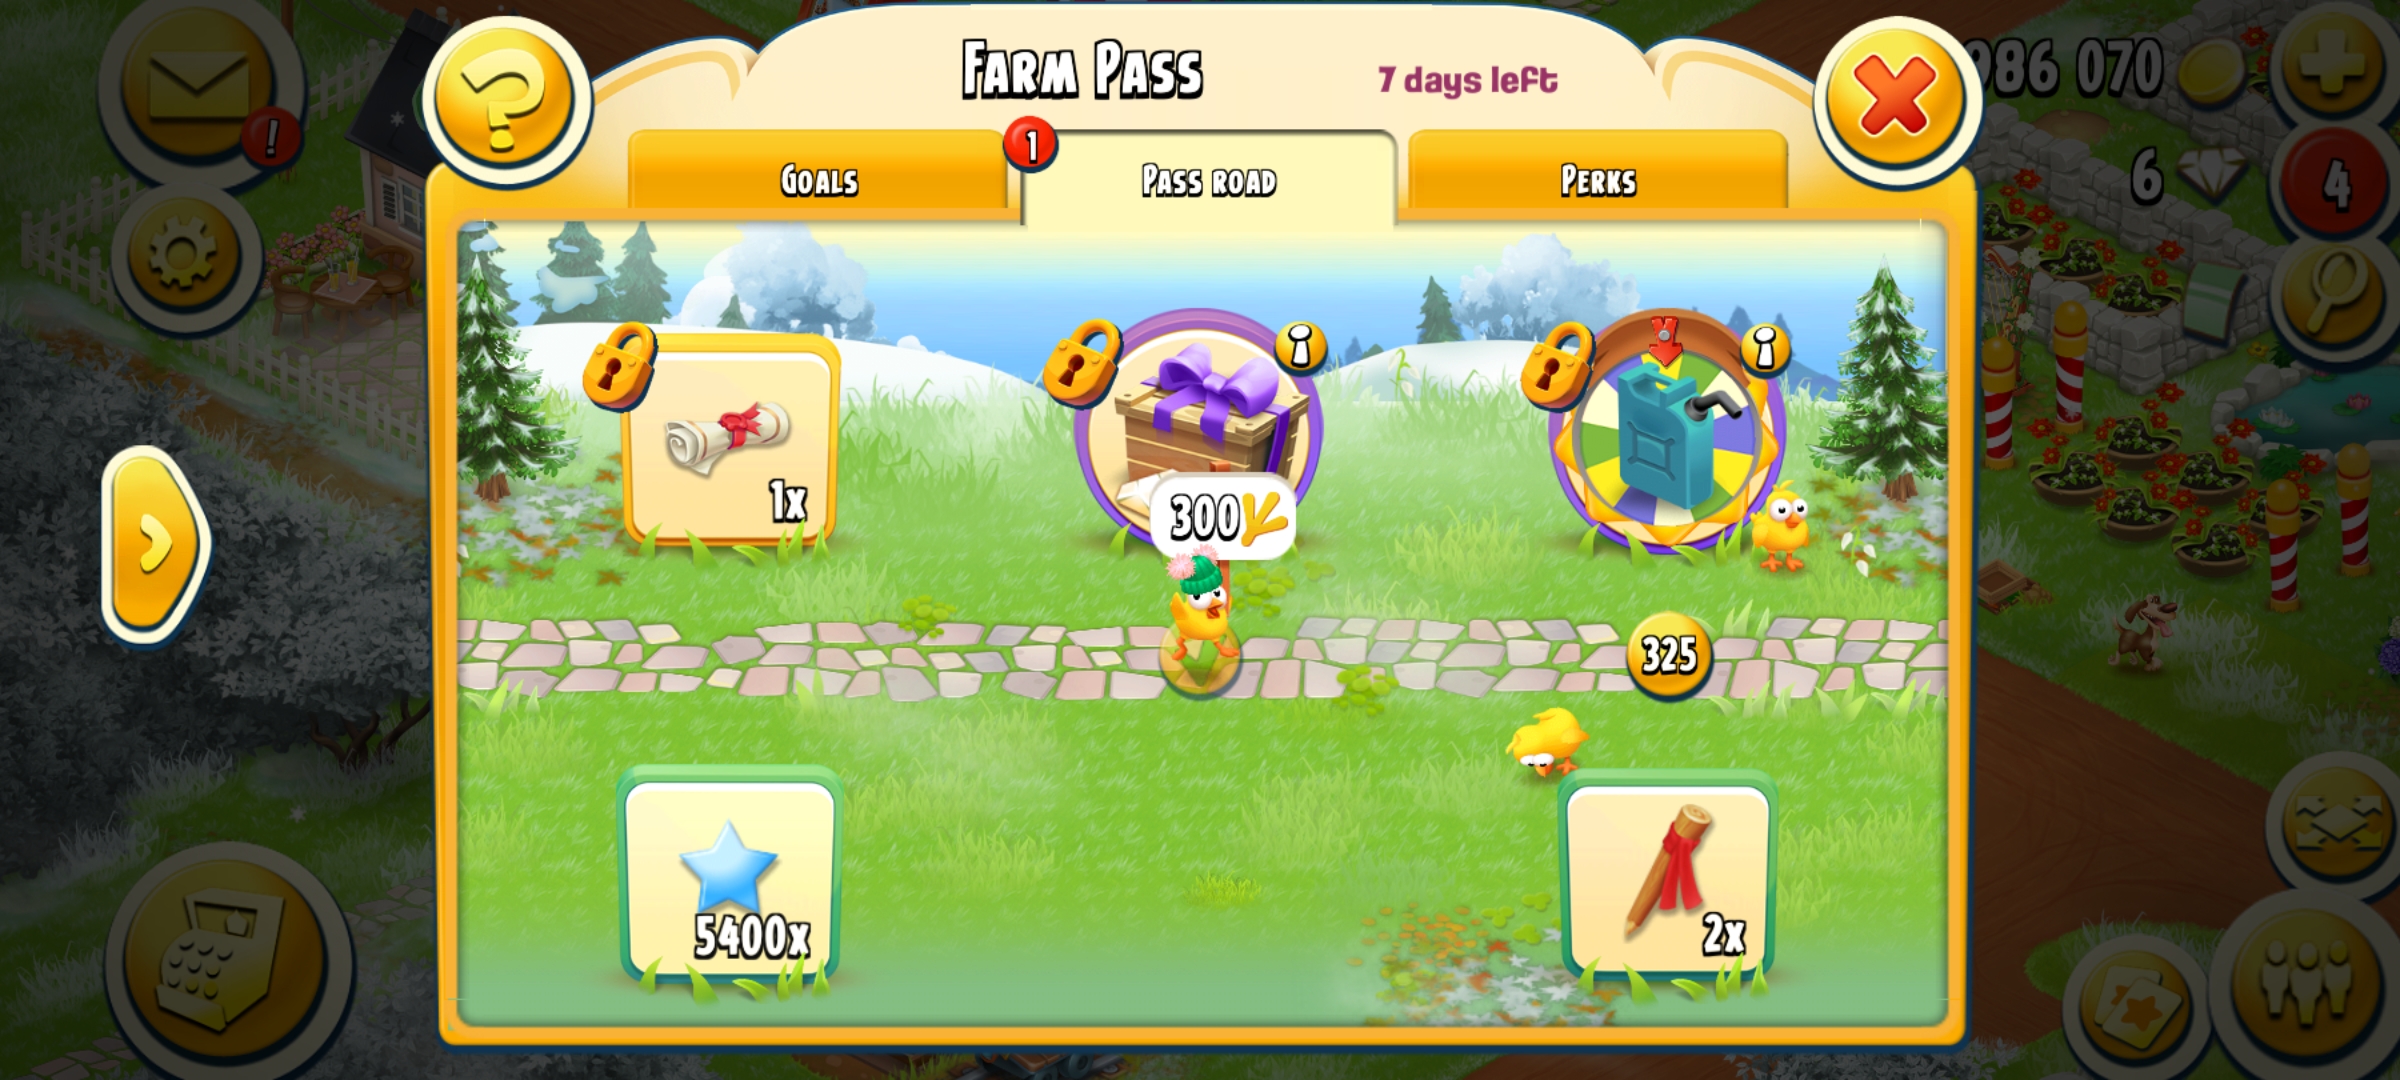 FARM PASS
7 days left
986 070
!
GOALS
1
PASS ROAD
PERKS
6
4
1x
300
325
5400x
2x